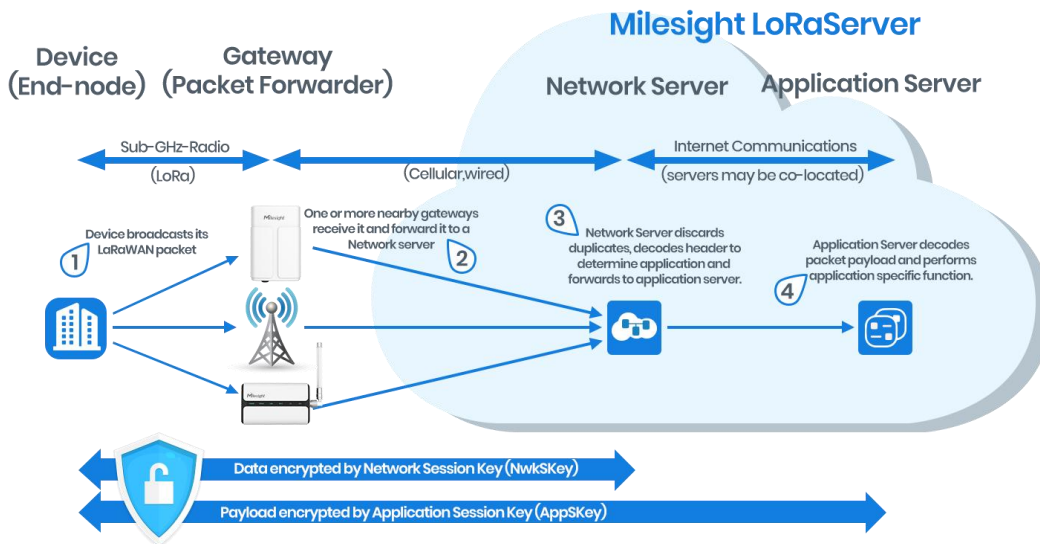 Milesight LoRaServer
Device
(End-node)
Gateway
(Packet Forwarder)
Network Server
Application Server
Sub-GHz-Radio
(LoRa)
(Cellular,wired)
Internet Communications
(servers may be co-located)
1
Device broadcasts its
LaRaWAN packet
Milesight
One or more nearby gateways
receive it and forward it to a
Network server
2
3
Network Server discards
duplicates, decodes header to
determine application and
forwards to application server.
4
Application Server decodes
packet payload and performs
application specific function.
Milesight
Data encrypted by Network Session Key (NwkSKey)
Payload encrypted by Application Session Key (AppSKey)